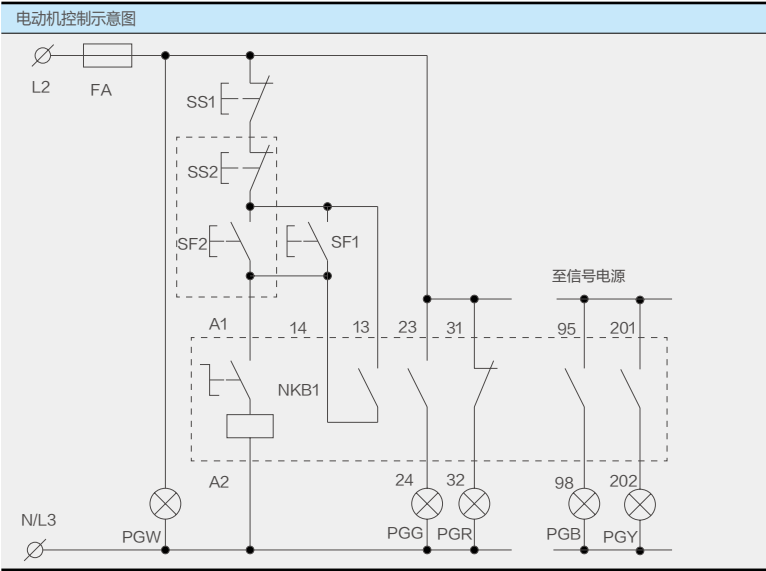 电动机控制示意图
L2
FA
SS1
SS2
SF2
SF1
至信号电源
A1
14
13
23
31
95
201
NKB1
A2
24
32
98
202
N/L3
PGW
PGG
PGR
PGB
PGY